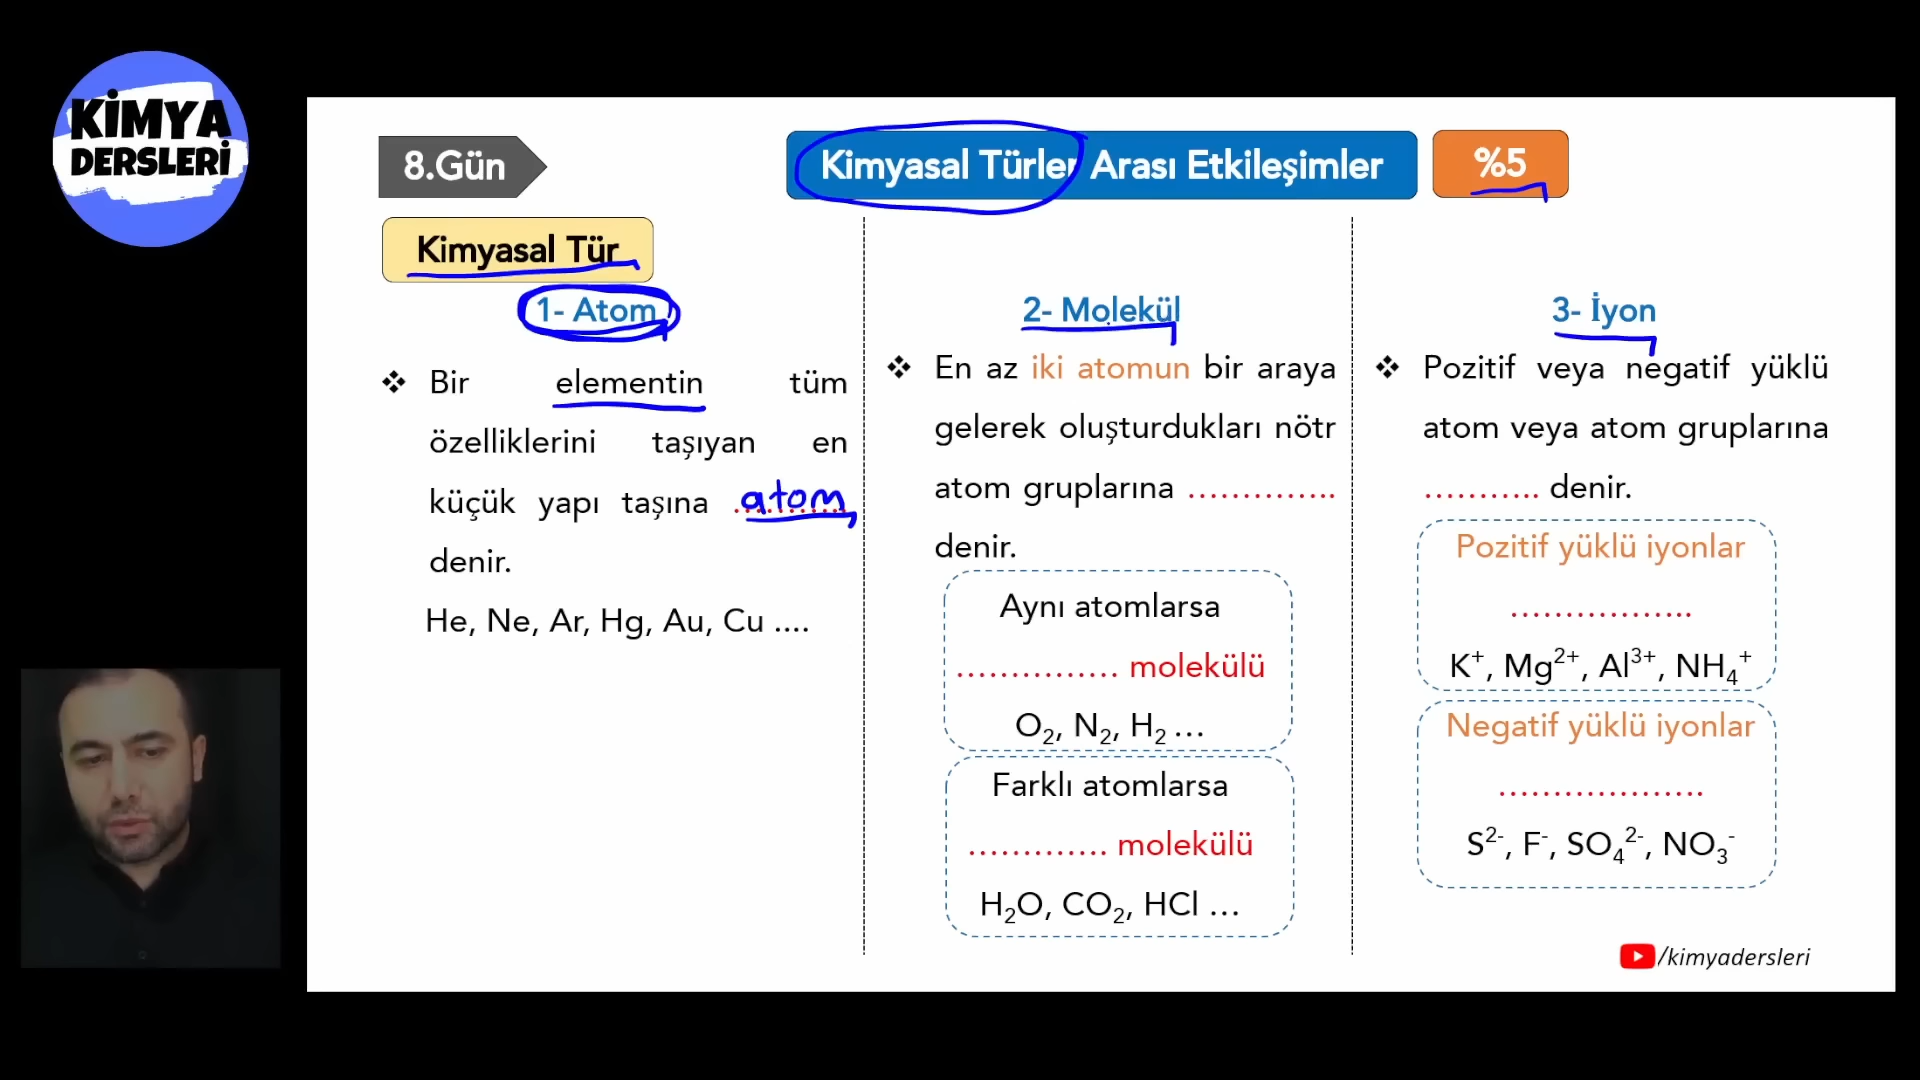 KİMYA
DERSLERİ
8.Gün
Kimyasal Türler Arası Etkileşimler
%5
Kimyasal Tür
1- Atom
❖ Bir elementin tüm
özelliklerini taşıyan en
küçük yapı taşına atom
denir.
He, Ne, Ar, Hg, Au, Cu ....
2- Molekül
❖ En az iki atomun bir araya
gelerek oluşturdukları nötr
atom gruplarına ..............
denir.
Aynı atomlarsa
............... molekülü
O₂, N₂, H₂ ...
Farklı atomlarsa
............. molekülü
H₂O, CO₂, HCl ...
3- İyon
❖ Pozitif veya negatif yüklü
atom veya atom gruplarına
........... denir.
Pozitif yüklü iyonlar
.................
K⁺, Mg²⁺, Al³⁺, NH₄⁺
Negatif yüklü iyonlar
...................
S²⁻, F⁻, SO₄²⁻, NO₃⁻
/kimyadersleri